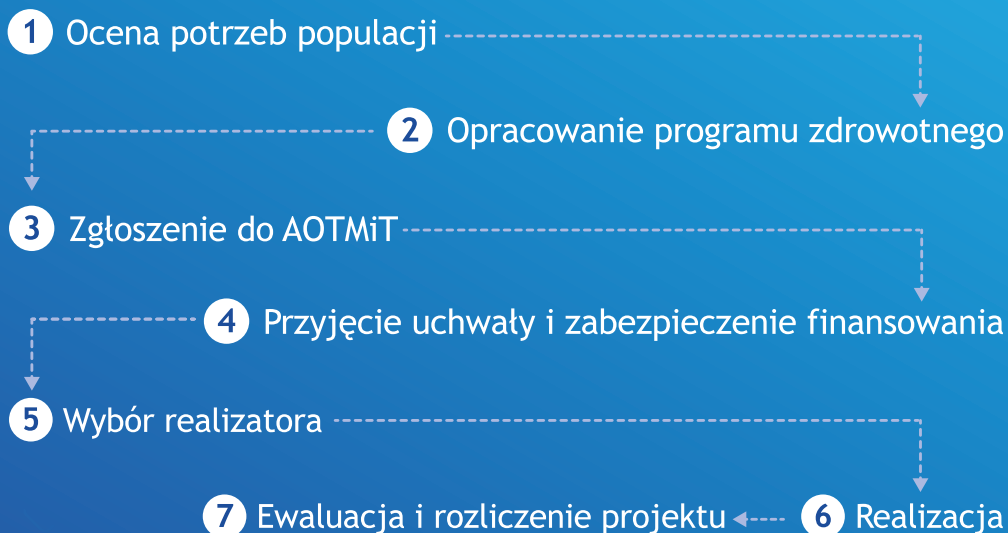 1 Ocena potrzeb populacji
2 Opracowanie programu zdrowotnego
3 Zgłoszenie do AOTMiT
4 Przyjęcie uchwały i zabezpieczenie finansowania
5 Wybór realizatora
6 Realizacja
7 Ewaluacja i rozliczenie projektu